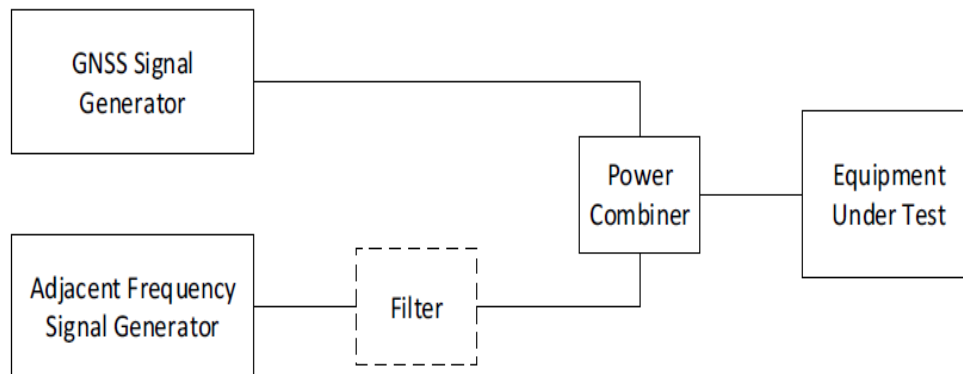 GNSS Signal
Generator
Power
Combiner
Equipment
Under Test
Adjacent Frequency
Signal Generator
Filter